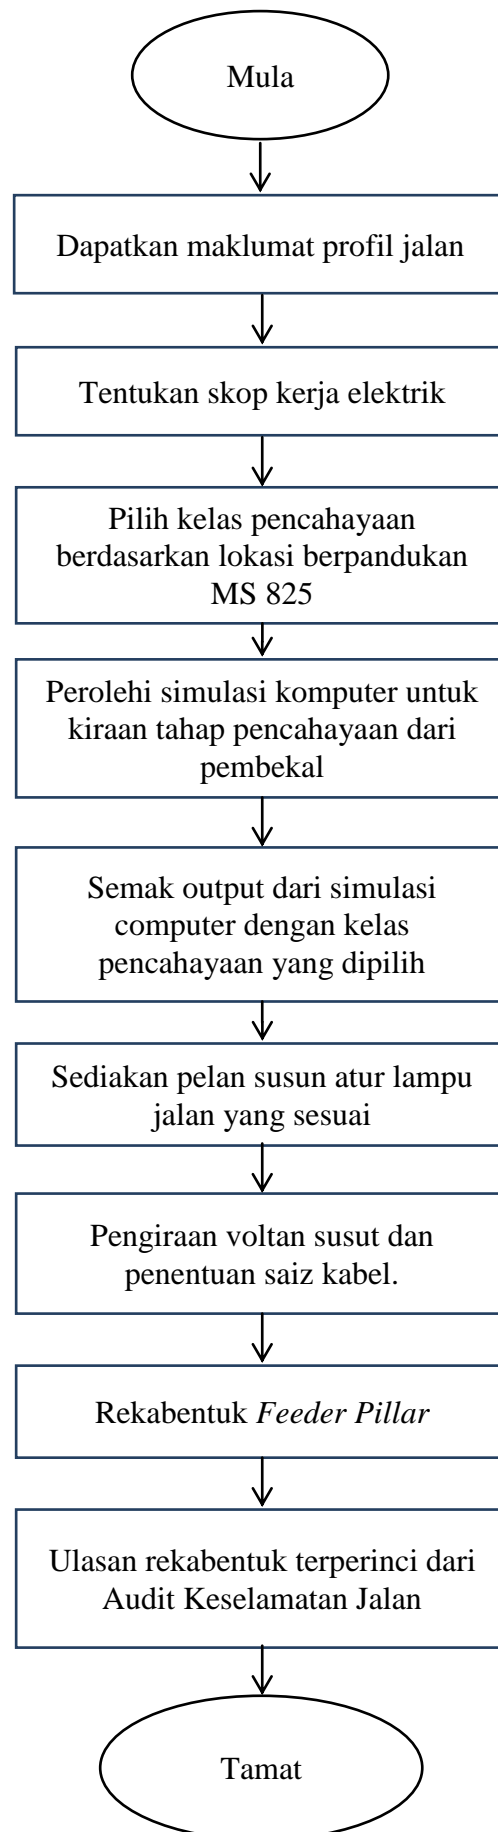 Mula
Dapatkan maklumat profil jalan
Tentukan skop kerja elektrik
Pilih kelas pencahayaan
berdasarkan lokasi berpandukan
MS 825
Perolehi simulasi komputer untuk
kiraan tahap pencahayaan dari
pembekal
Semak output dari simulasi
computer dengan kelas
pencahayaan yang dipilih
Sediakan pelan susun atur lampu
jalan yang sesuai
Pengiraan voltan susut dan
penentuan saiz kabel.
Rekabentuk Feeder Pillar
Ulasan rekabentuk terperinci dari
Audit Keselamatan Jalan
Tamat